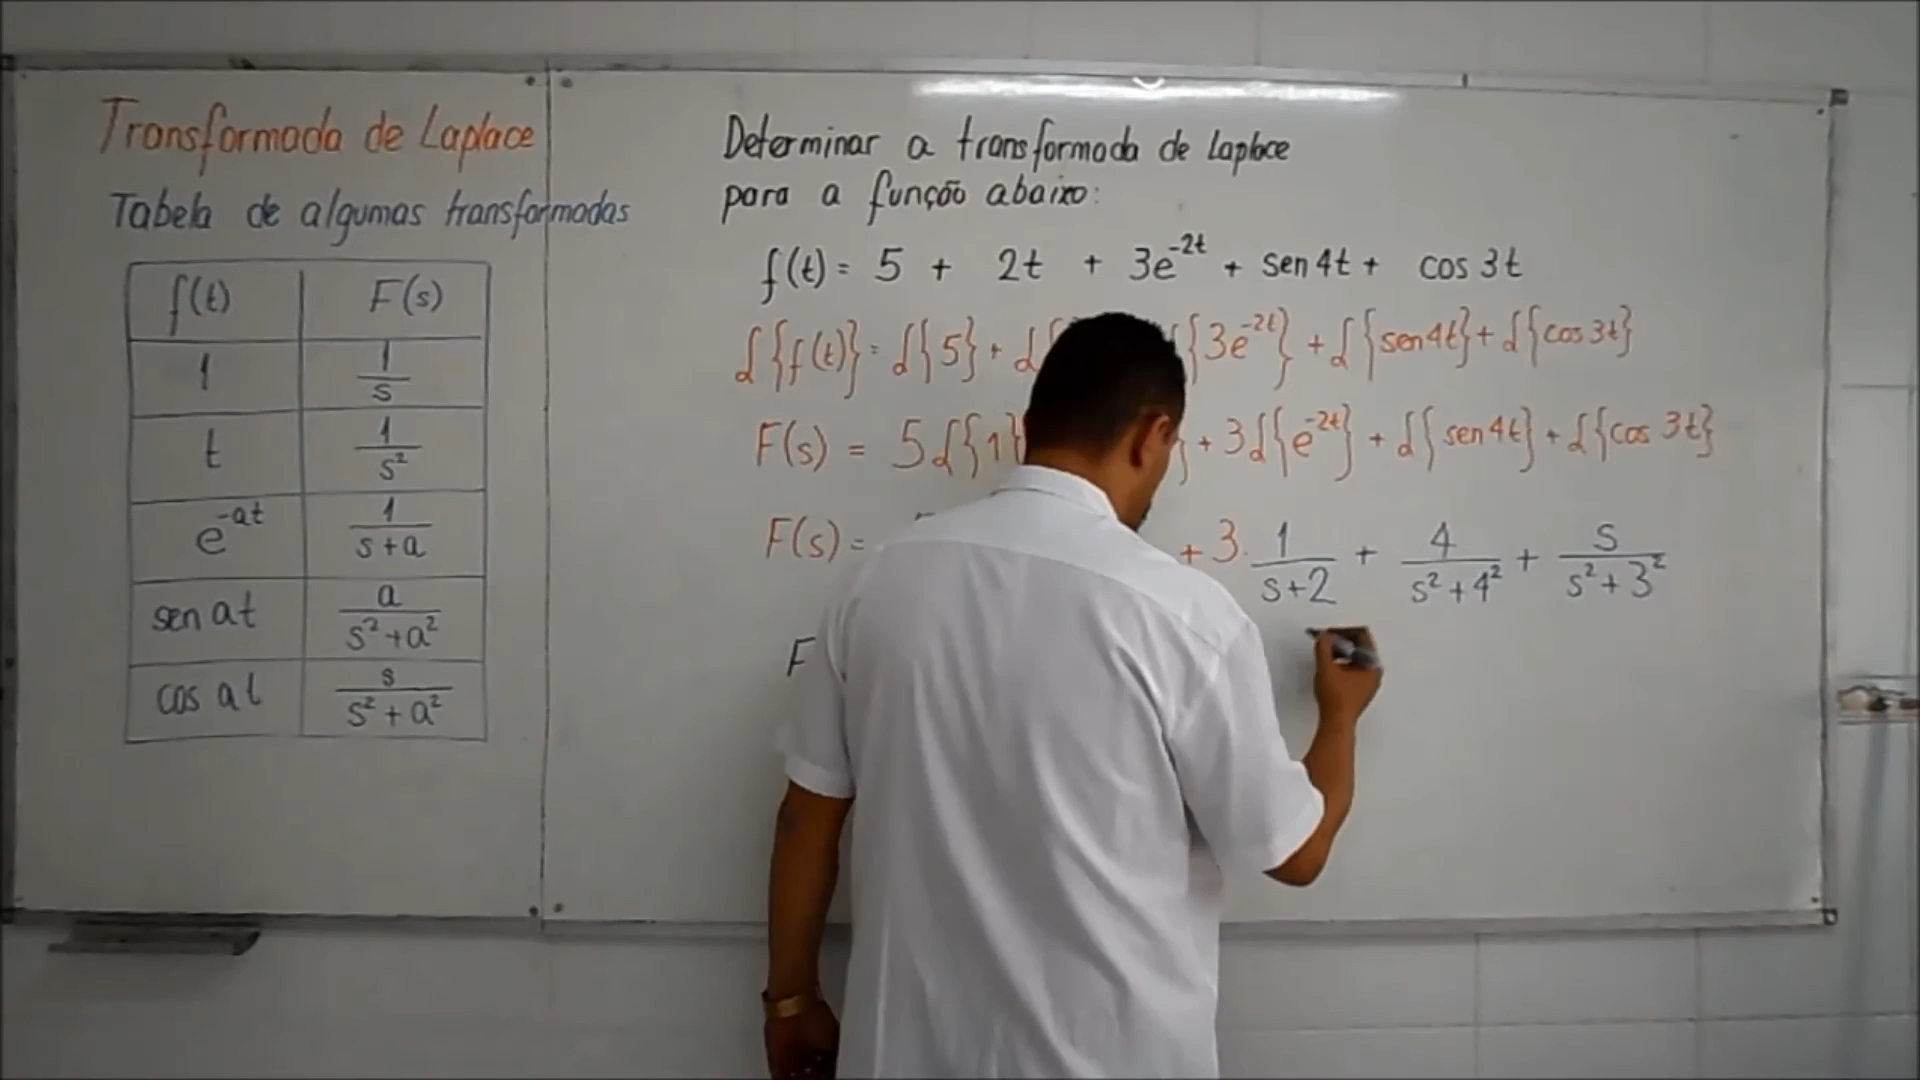 Transformada de Laplace
Tabela de algumas transformadas
f(t) F(s)
1 1/s
t 1/s²
e^-at 1/(s+a)
sen at a/(s²+a²)
cos at s/(s²+a²)
Determinar a transformada de Laplace
para a função abaixo:
f(t) = 5 + 2t + 3e^-2t + sen 4t + cos 3t
ℒ{f(t)} = ℒ{5} + ℒ{ {3e^-2t} + ℒ{sen 4t} + ℒ{cos 3t}
F(s) = 5ℒ{1} } + 3ℒ{e^-2t} + ℒ{sen 4t} + ℒ{cos 3t}
F(s) = + 3. 1/(s+2) + 4/(s²+4²) + s/(s²+3²)
F